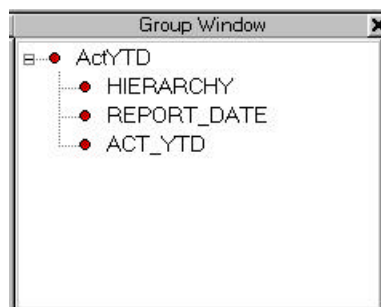 Group Window
ActYTD
HIERARCHY
REPORT_DATE
ACT_YTD